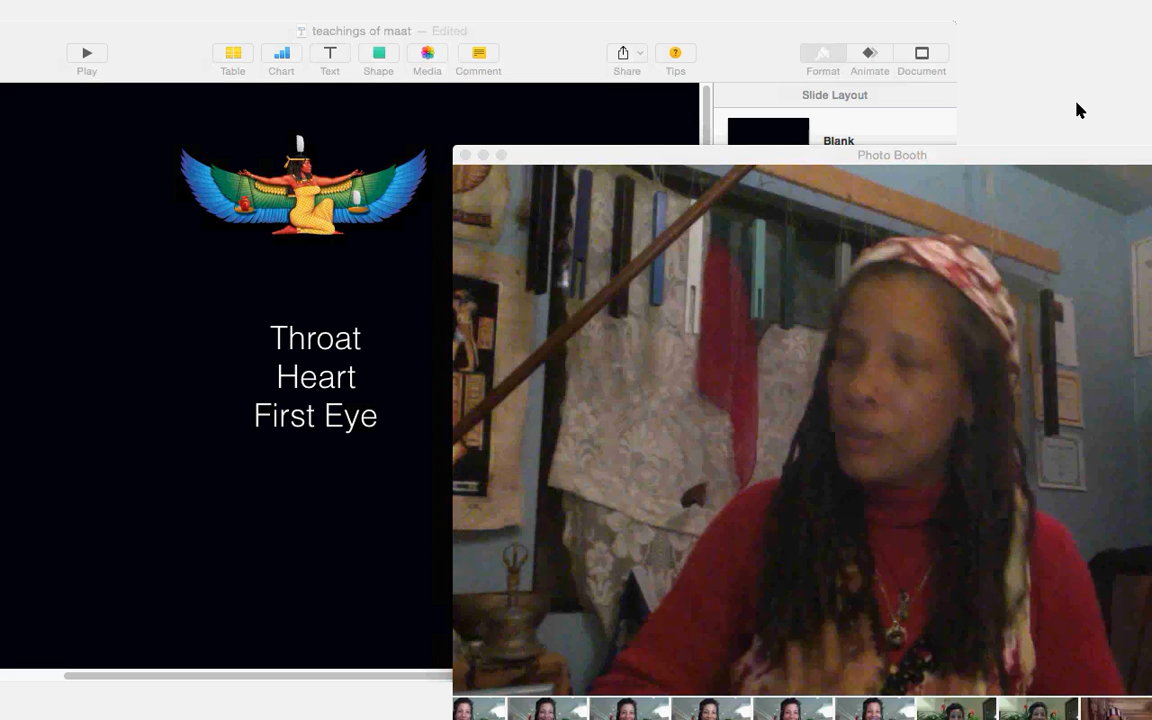 teachings of maat — Edited
Play
Table
Chart
Text
Shape
Media
Comment
Share
Tips
Format
Animate
Document
Slide Layout
Blank
Photo Booth
Throat
Heart
First Eye